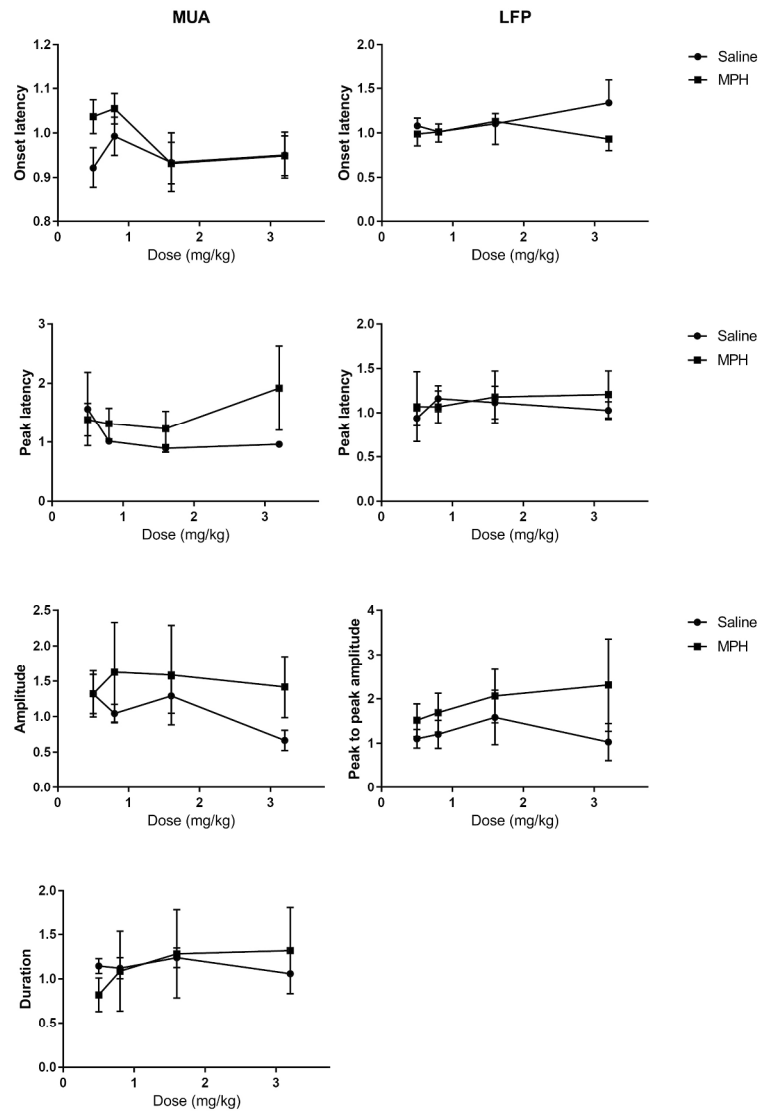 MUA
LFP
Onset latency
1.2
1.1
1.0
0.9
0.8
0
1
2
3
Dose (mg/kg)
Onset latency
2.0
1.5
1.0
0.5
0.0
0
1
2
3
Dose (mg/kg)
Saline
MPH
Peak latency
3
2
1
0
1
2
3
Dose (mg/kg)
Peak latency
2.0
1.5
1.0
0.5
0.0
0
1
2
3
Dose (mg/kg)
Saline
MPH
Amplitude
2.5
2.0
1.5
1.0
0.5
0.0
0
1
2
3
Dose (mg/kg)
Peak to peak amplitude
4
3
2
1
0
0
1
2
3
Dose (mg/kg)
Saline
MPH
Duration
2.0
1.5
1.0
0.5
0.0
0
1
2
3
Dose (mg/kg)